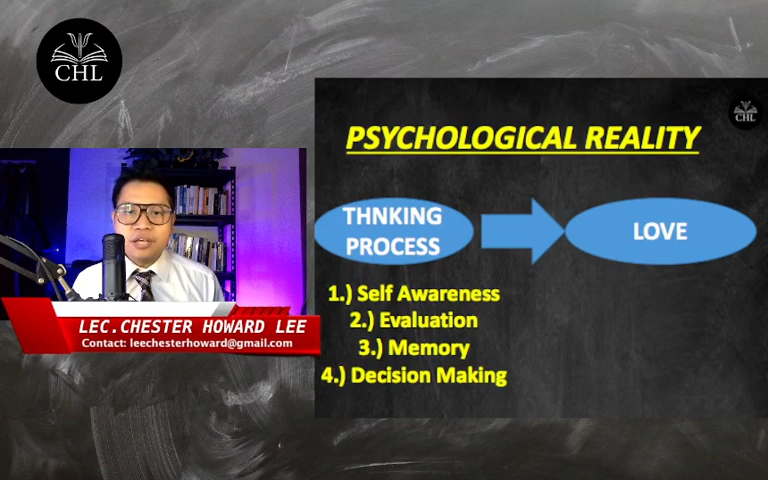 CHL
CHL
PSYCHOLOGICAL REALITY
THNKING
PROCESS
LOVE
1.) Self Awareness
2.) Evaluation
3.) Memory
4.) Decision Making
LEC.CHESTER HOWARD LEE
Contact: leechesterhoward@gmail.com